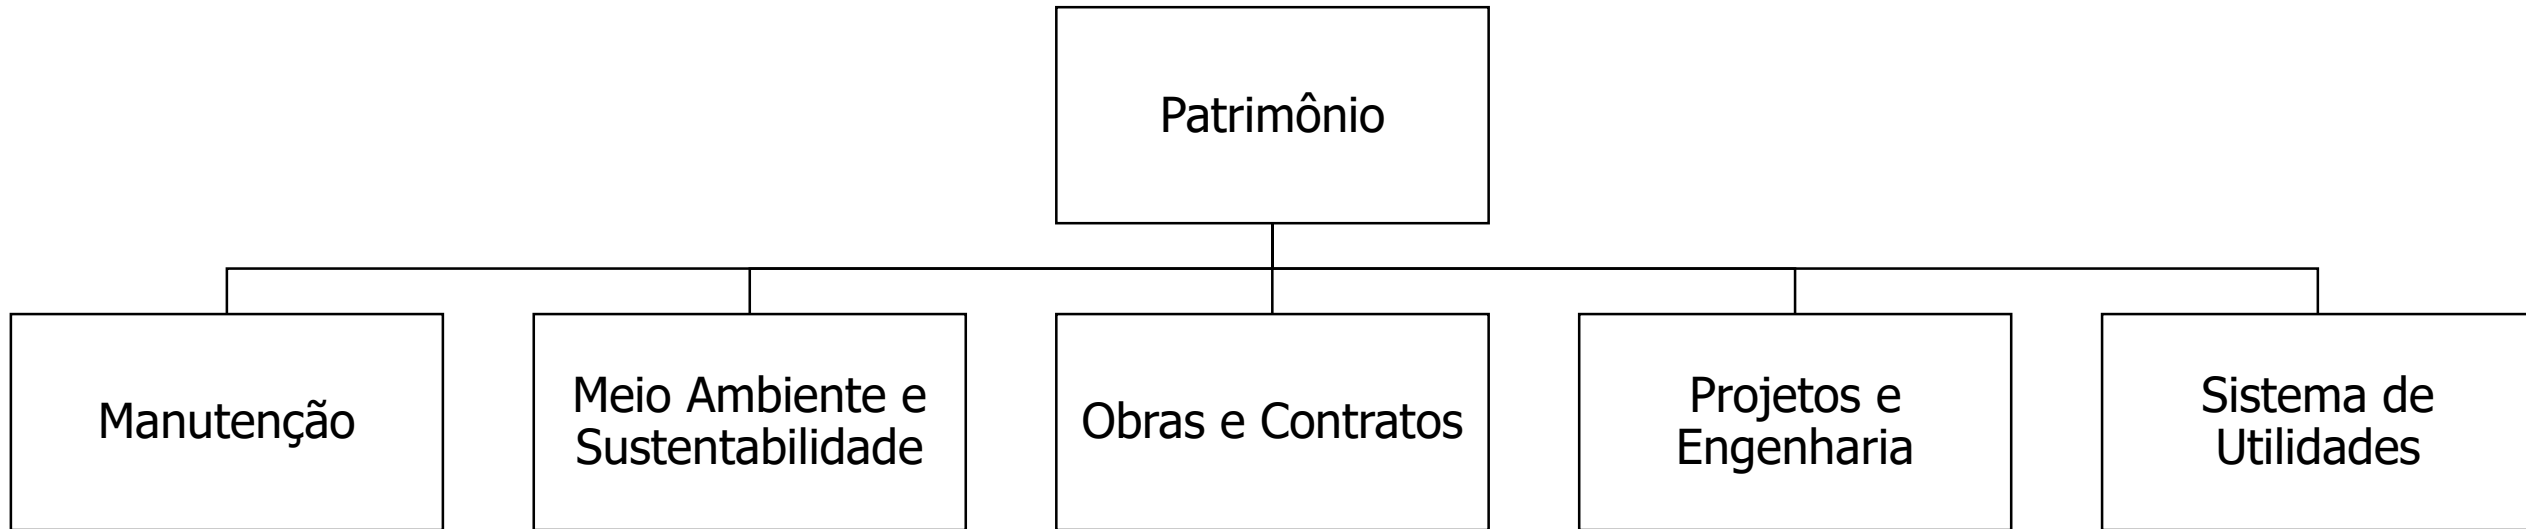 Patrimônio
Manutenção
Meio Ambiente e
Sustentabilidade
Obras e Contratos
Projetos e
Engenharia
Sistema de
Utilidades